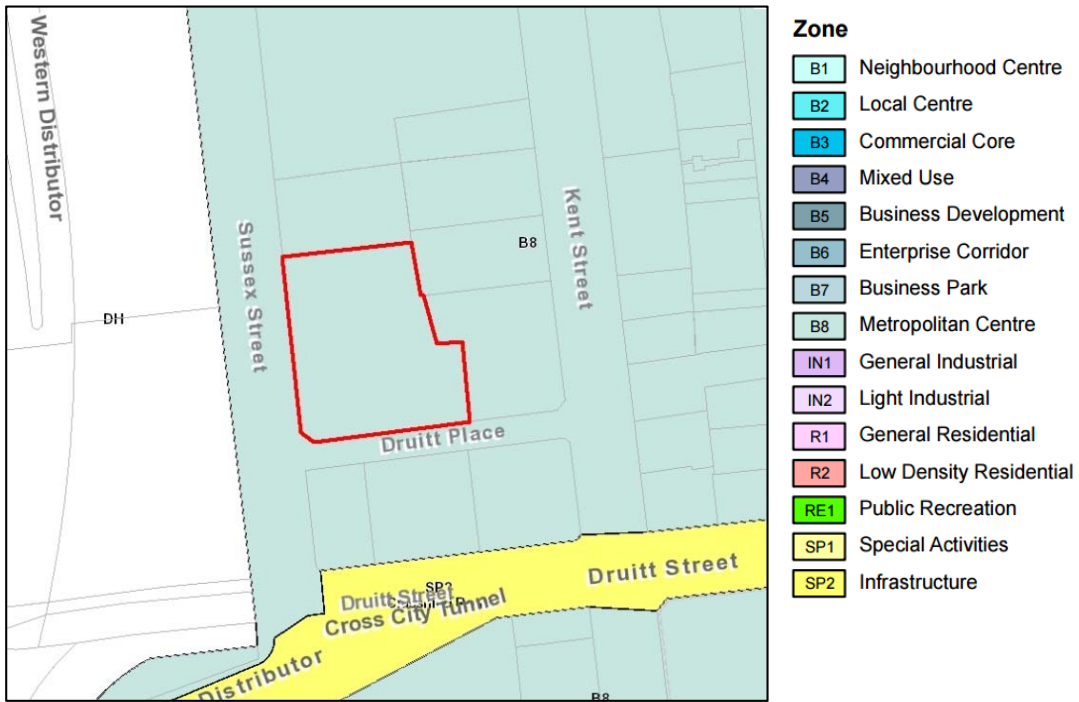 Western Distributor
Sussex Street
Kent Street
B8
DH
Druitt Place
SP2
Druitt Street
Druitt Street
Cross City Tunnel
Distributor
B8
Zone
B1 Neighbourhood Centre
B2 Local Centre
B3 Commercial Core
B4 Mixed Use
B5 Business Development
B6 Enterprise Corridor
B7 Business Park
B8 Metropolitan Centre
IN1 General Industrial
IN2 Light Industrial
R1 General Residential
R2 Low Density Residential
RE1 Public Recreation
SP1 Special Activities
SP2 Infrastructure